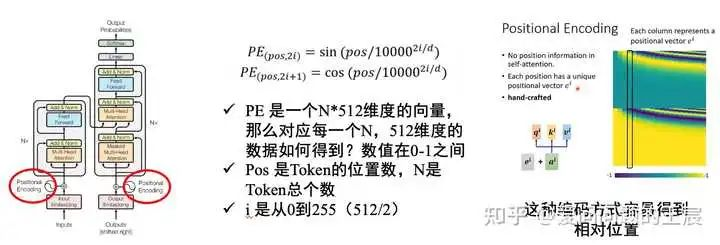 Output
Probabilities
Softmax
Linear
Add & Norm
Feed
Forward
Add & Norm
Multi-Head
Attention
Add & Norm
Masked
Multi-Head
Attention
Add & Norm
Feed
Forward
Add & Norm
Multi-Head
Attention
N×
N×
Positional
Encoding
Positional
Encoding
Input
Embedding
Output
Embedding
Inputs
Outputs
(shifted right)
PE(pos,2i) = sin (pos/10000^2i/d)
PE(pos,2i+1) = cos (pos/10000^2i/d)
✓ PE 是一个N*512维度的向量，
那么对应每一个N，512维度的
数据如何得到？数值在0-1之间
✓ Pos 是Token的位置数，N是
Token总个数
✓ i 是从0到255（512/2）
Positional Encoding
Each column represents a
positional vector e^i
• No position information in
self-attention.
• Each position has a unique
positional vector e^i
• hand-crafted
q^i k^i v^i
e^i + a^i
-1
1
这种编码方式容易得到
相对位置